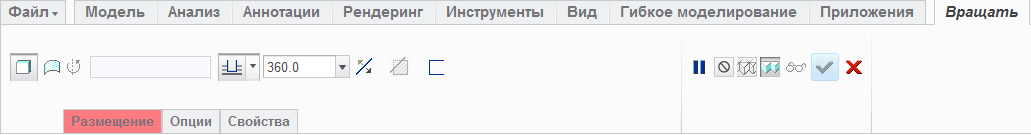 Файл Модель Анализ Аннотации Рендеринг Инструменты Вид Гибкое моделирование Приложения Вращать
360.0
Размещение Опции Свойства